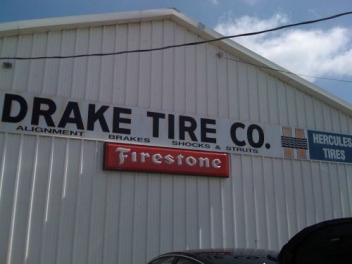 DRAKE TIRE CO.
ALIGNMENT BRAKES SHOCKS & STRUTS
Firestone
HERCULES
TIRES